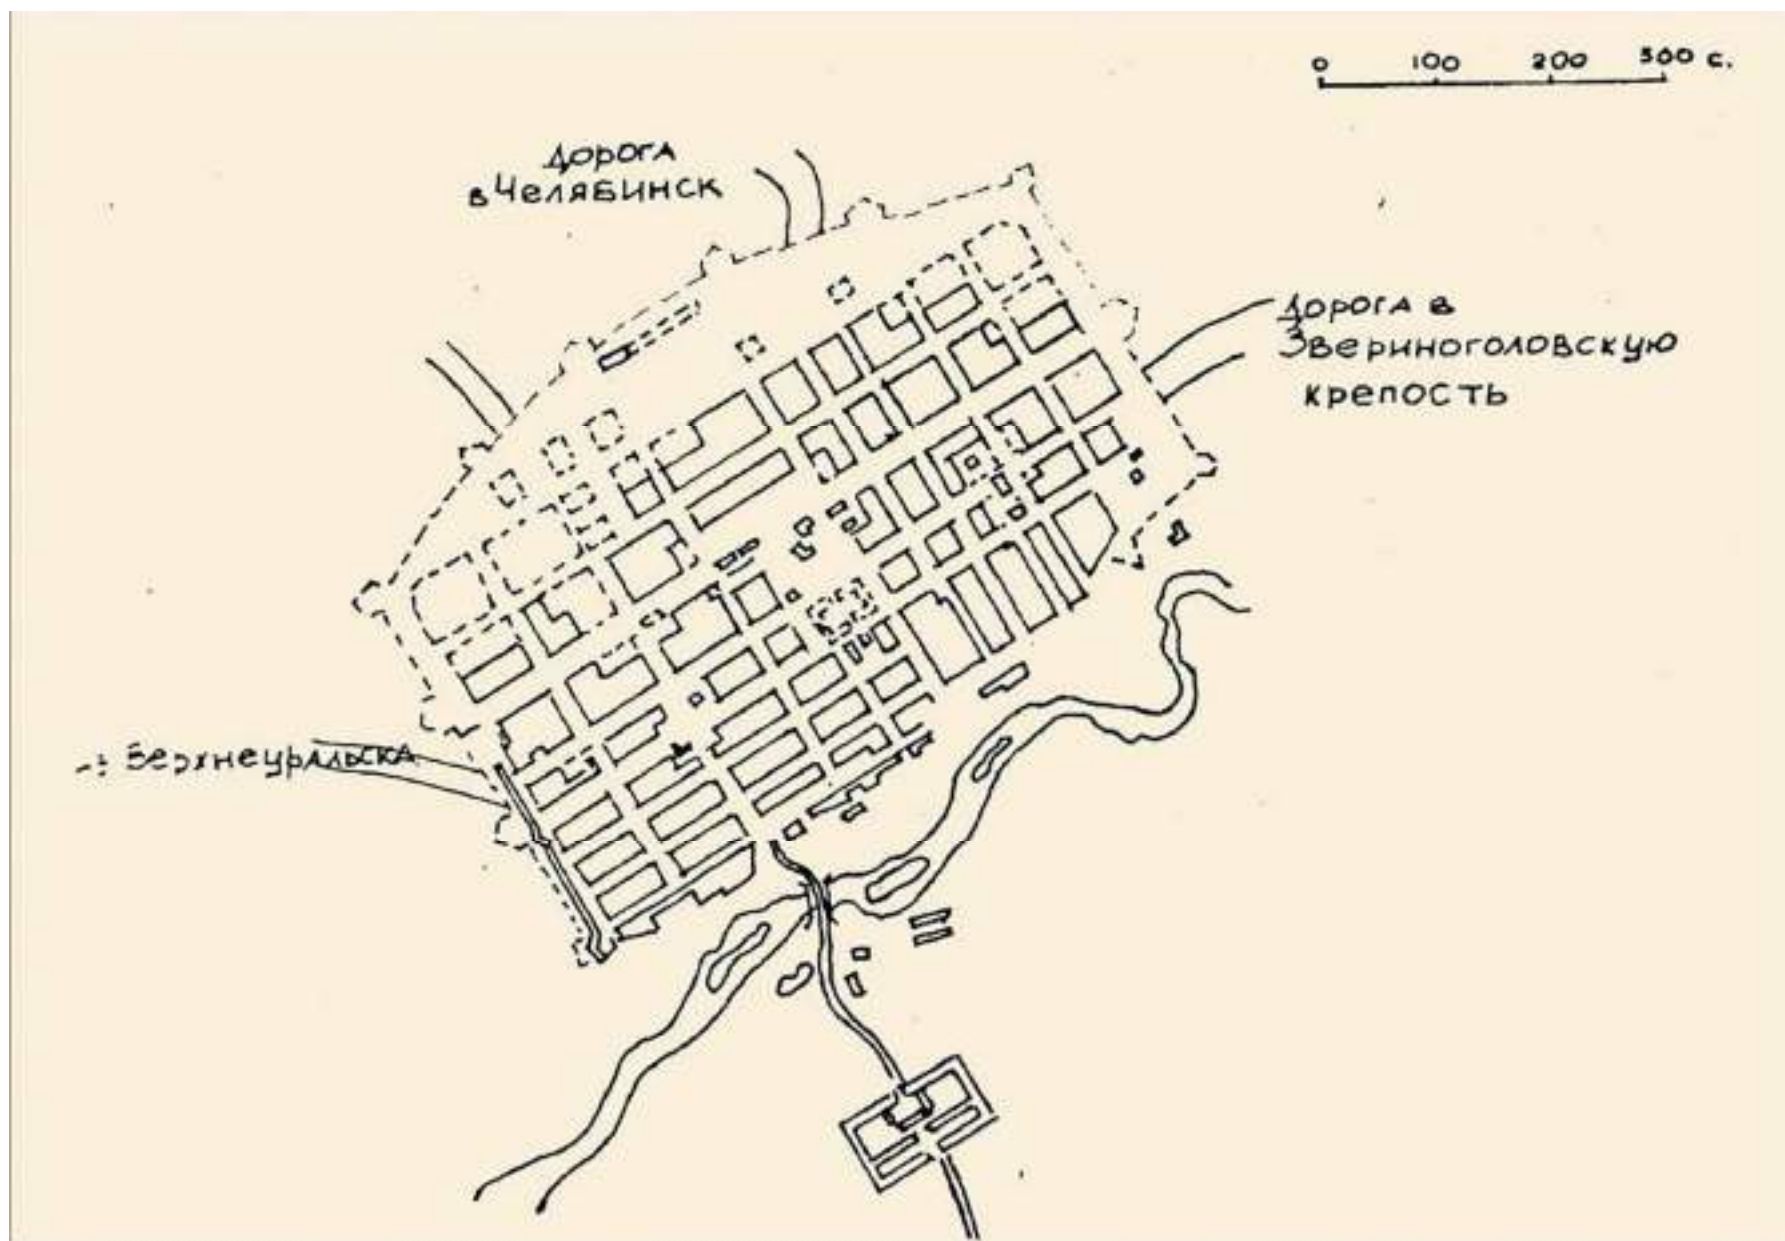 0 100 200 300 с.
Дорога
в Челябинск
Дорога в
Звериноголовскую
крепость
Верхнеуральска